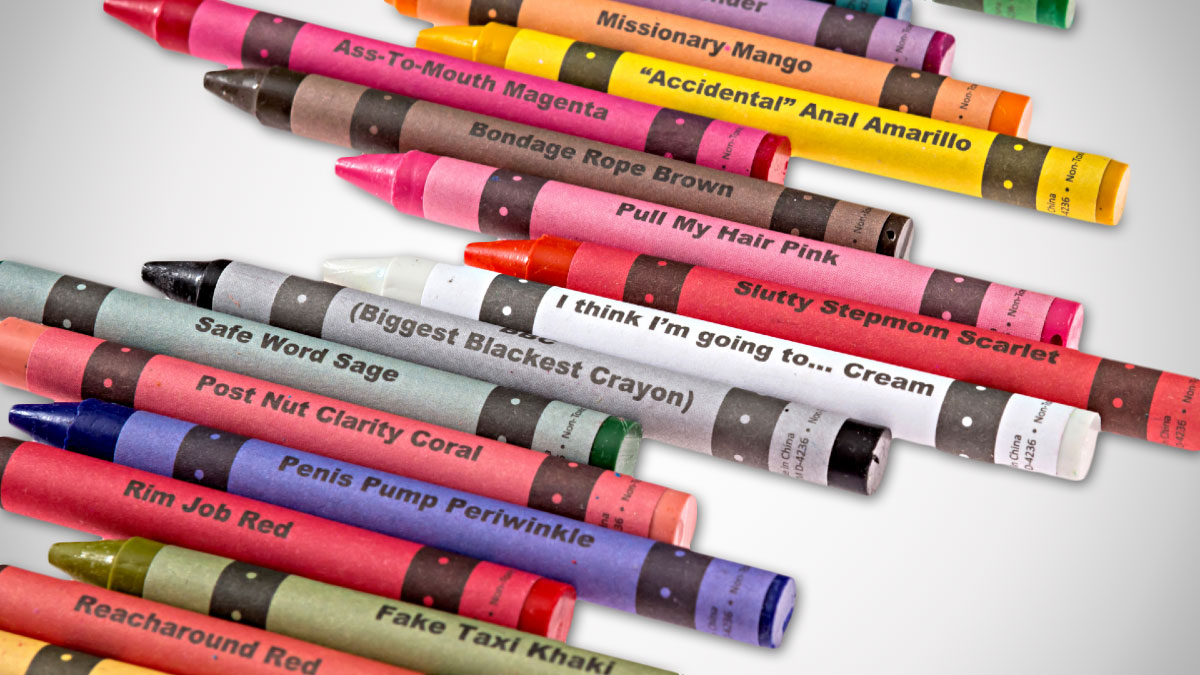 Missionary Mango
"Accidental" Anal Amarillo
Ass-To-Mouth Magenta
Bondage Rope Brown
Pull My Hair Pink
Slutty Stepmom Scarlet
I think I'm going to... Cream
(Biggest Blackest Crayon)
Safe Word Sage
Post Nut Clarity Coral
Penis Pump Periwinkle
Rim Job Red
Fake Taxi Khaki
Reacharound Red